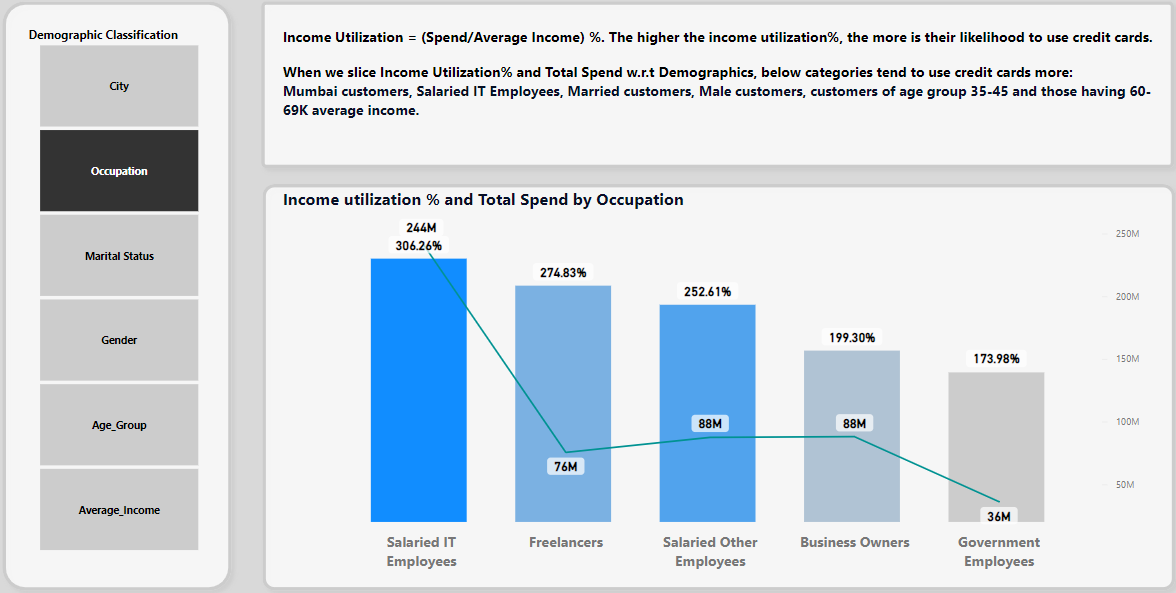 Demographic Classification
City
Occupation
Marital Status
Gender
Age_Group
Average_Income
Income Utilization = (Spend/Average Income) %. The higher the income utilization%, the more is their likelihood to use credit cards.
When we slice Income Utilization% and Total Spend w.r.t Demographics, below categories tend to use credit cards more:
Mumbai customers, Salaried IT Employees, Married customers, Male customers, customers of age group 35-45 and those having 60-
69K average income.
Income utilization % and Total Spend by Occupation
244M
306.26%
274.83%
252.61%
199.30%
173.98%
76M
88M
88M
36M
250M
200M
150M
100M
50M
Salaried IT
Employees
Freelancers
Salaried Other
Employees
Business Owners
Government
Employees